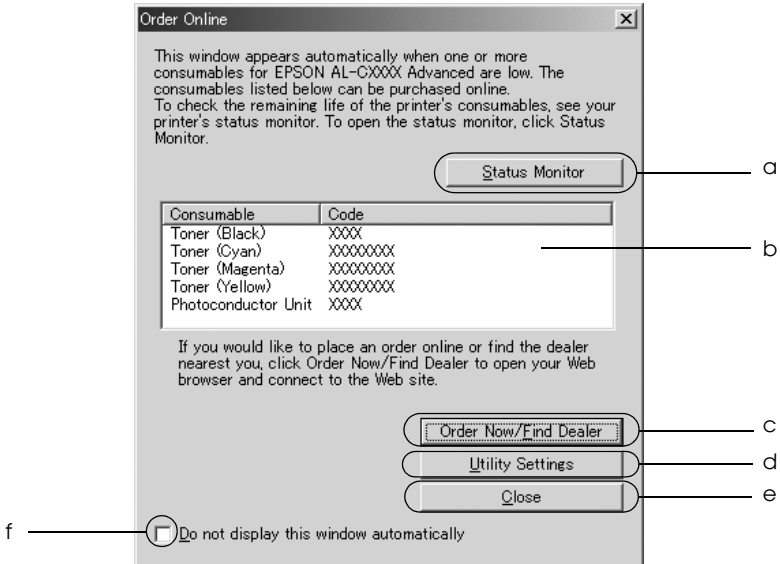 Order Online
This window appears automatically when one or more
consumables for EPSON AL-CXXXX Advanced are low. The
consumables listed below can be purchased online.
To check the remaining life of the printer's consumables, see your
printer's status monitor. To open the status monitor, click Status
Monitor.
Status Monitor
a
Consumable Code
b
Toner (Black) XXXX
Toner (Cyan) XXXXXXXX
Toner (Magenta) XXXXXXXX
Toner (Yellow) XXXXXXXX
Photoconductor Unit XXXX
If you would like to place an order online or find the dealer
nearest you, click Order Now/Find Dealer to open your Web
browser and connect to the Web site.
Order Now/Find Dealer
c
Utility Settings
d
Close
e
f
Do not display this window automatically